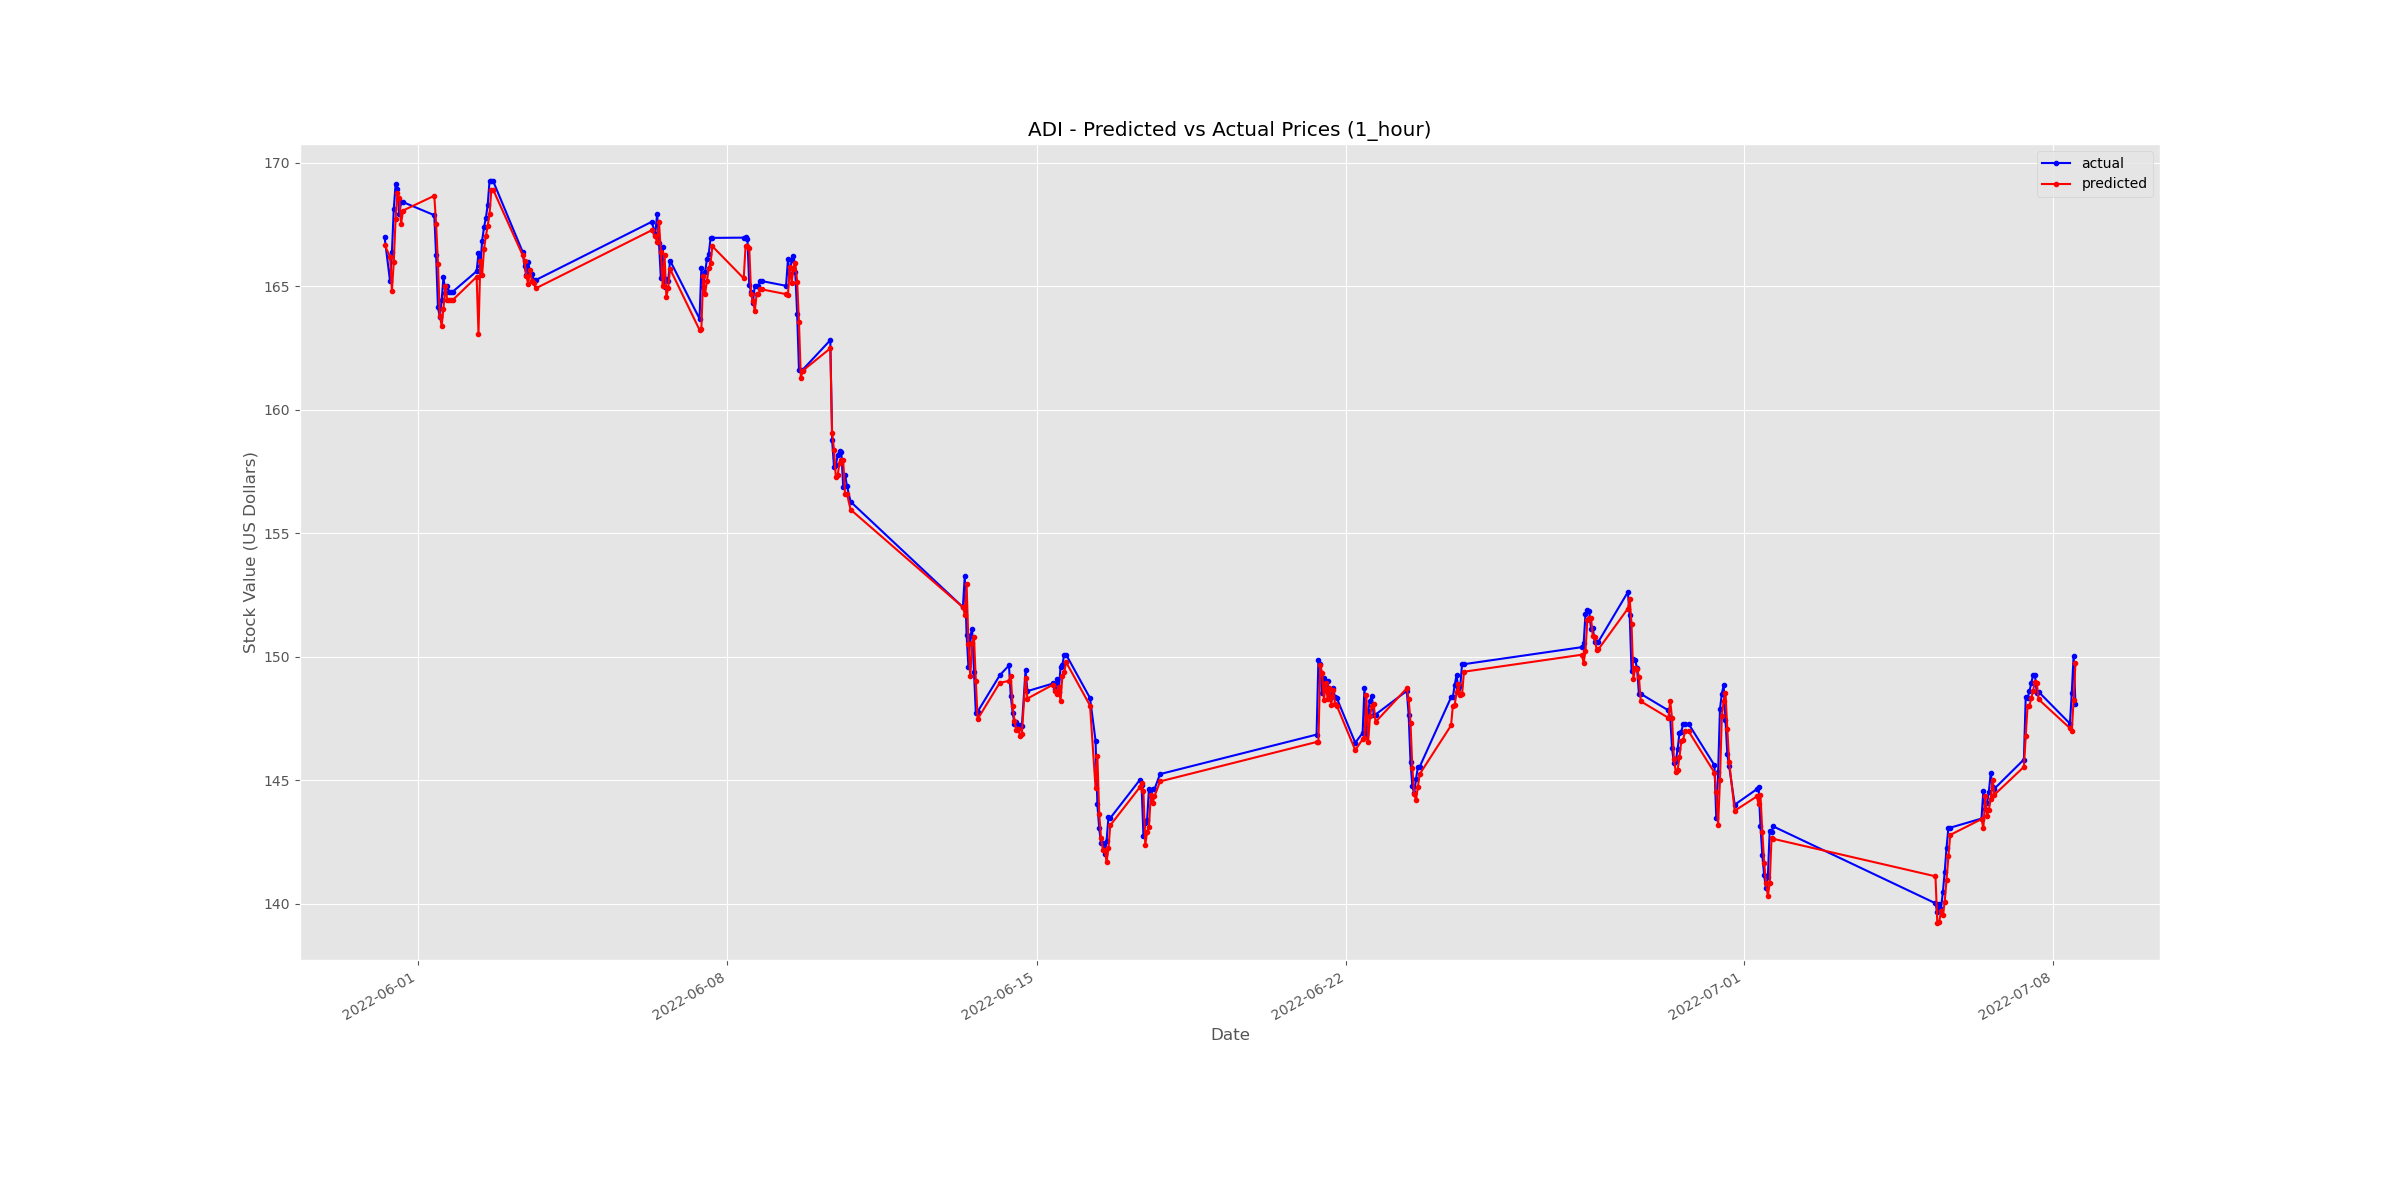 ADI - Predicted vs Actual Prices (1_hour)
actual
predicted
170
165
160
155
150
145
140
Stock Value (US Dollars)
2022-06-01
2022-06-08
2022-06-15
2022-06-22
2022-07-01
2022-07-08
Date